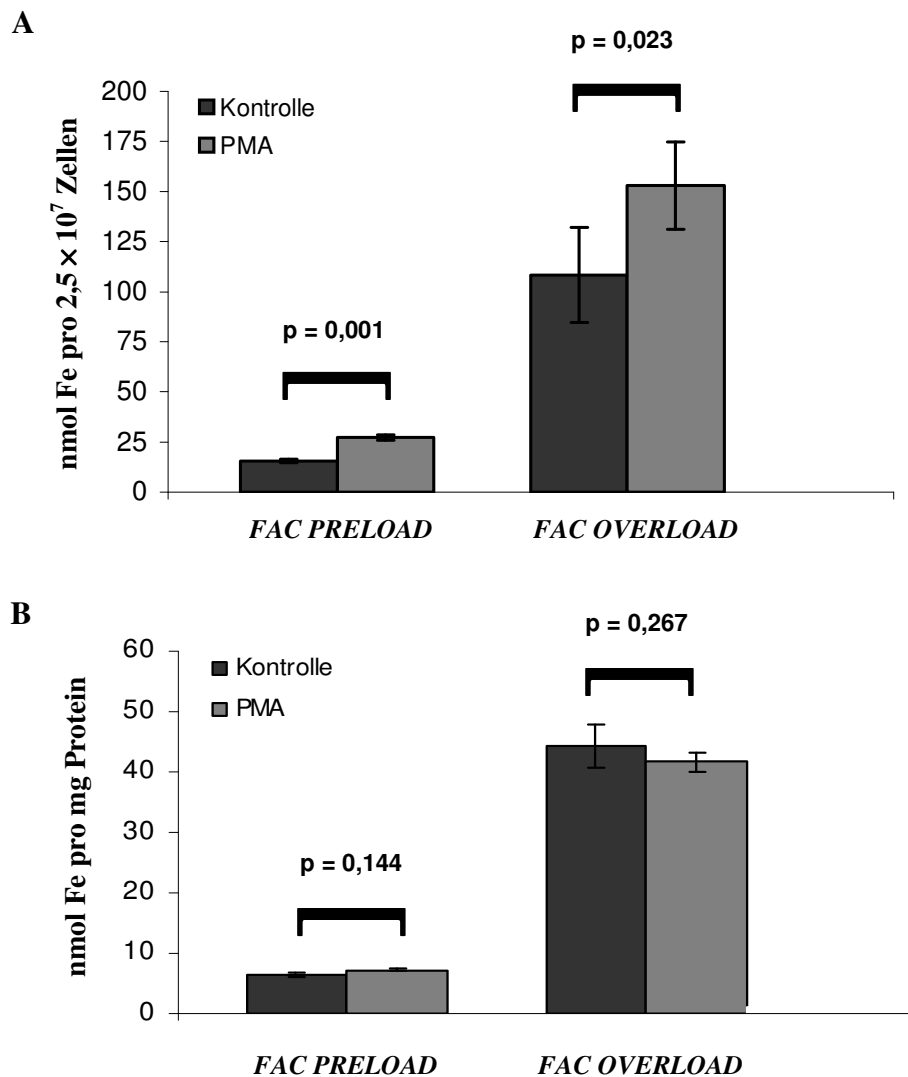 A
p = 0,023
nmol Fe pro 2,5 × 10⁷ Zellen
200
175
150
125
100
75
50
25
0
Kontrolle
PMA
p = 0,001
FAC PRELOAD
FAC OVERLOAD
B
p = 0,267
nmol Fe pro mg Protein
60
50
40
30
20
10
0
Kontrolle
PMA
p = 0,144
FAC PRELOAD
FAC OVERLOAD